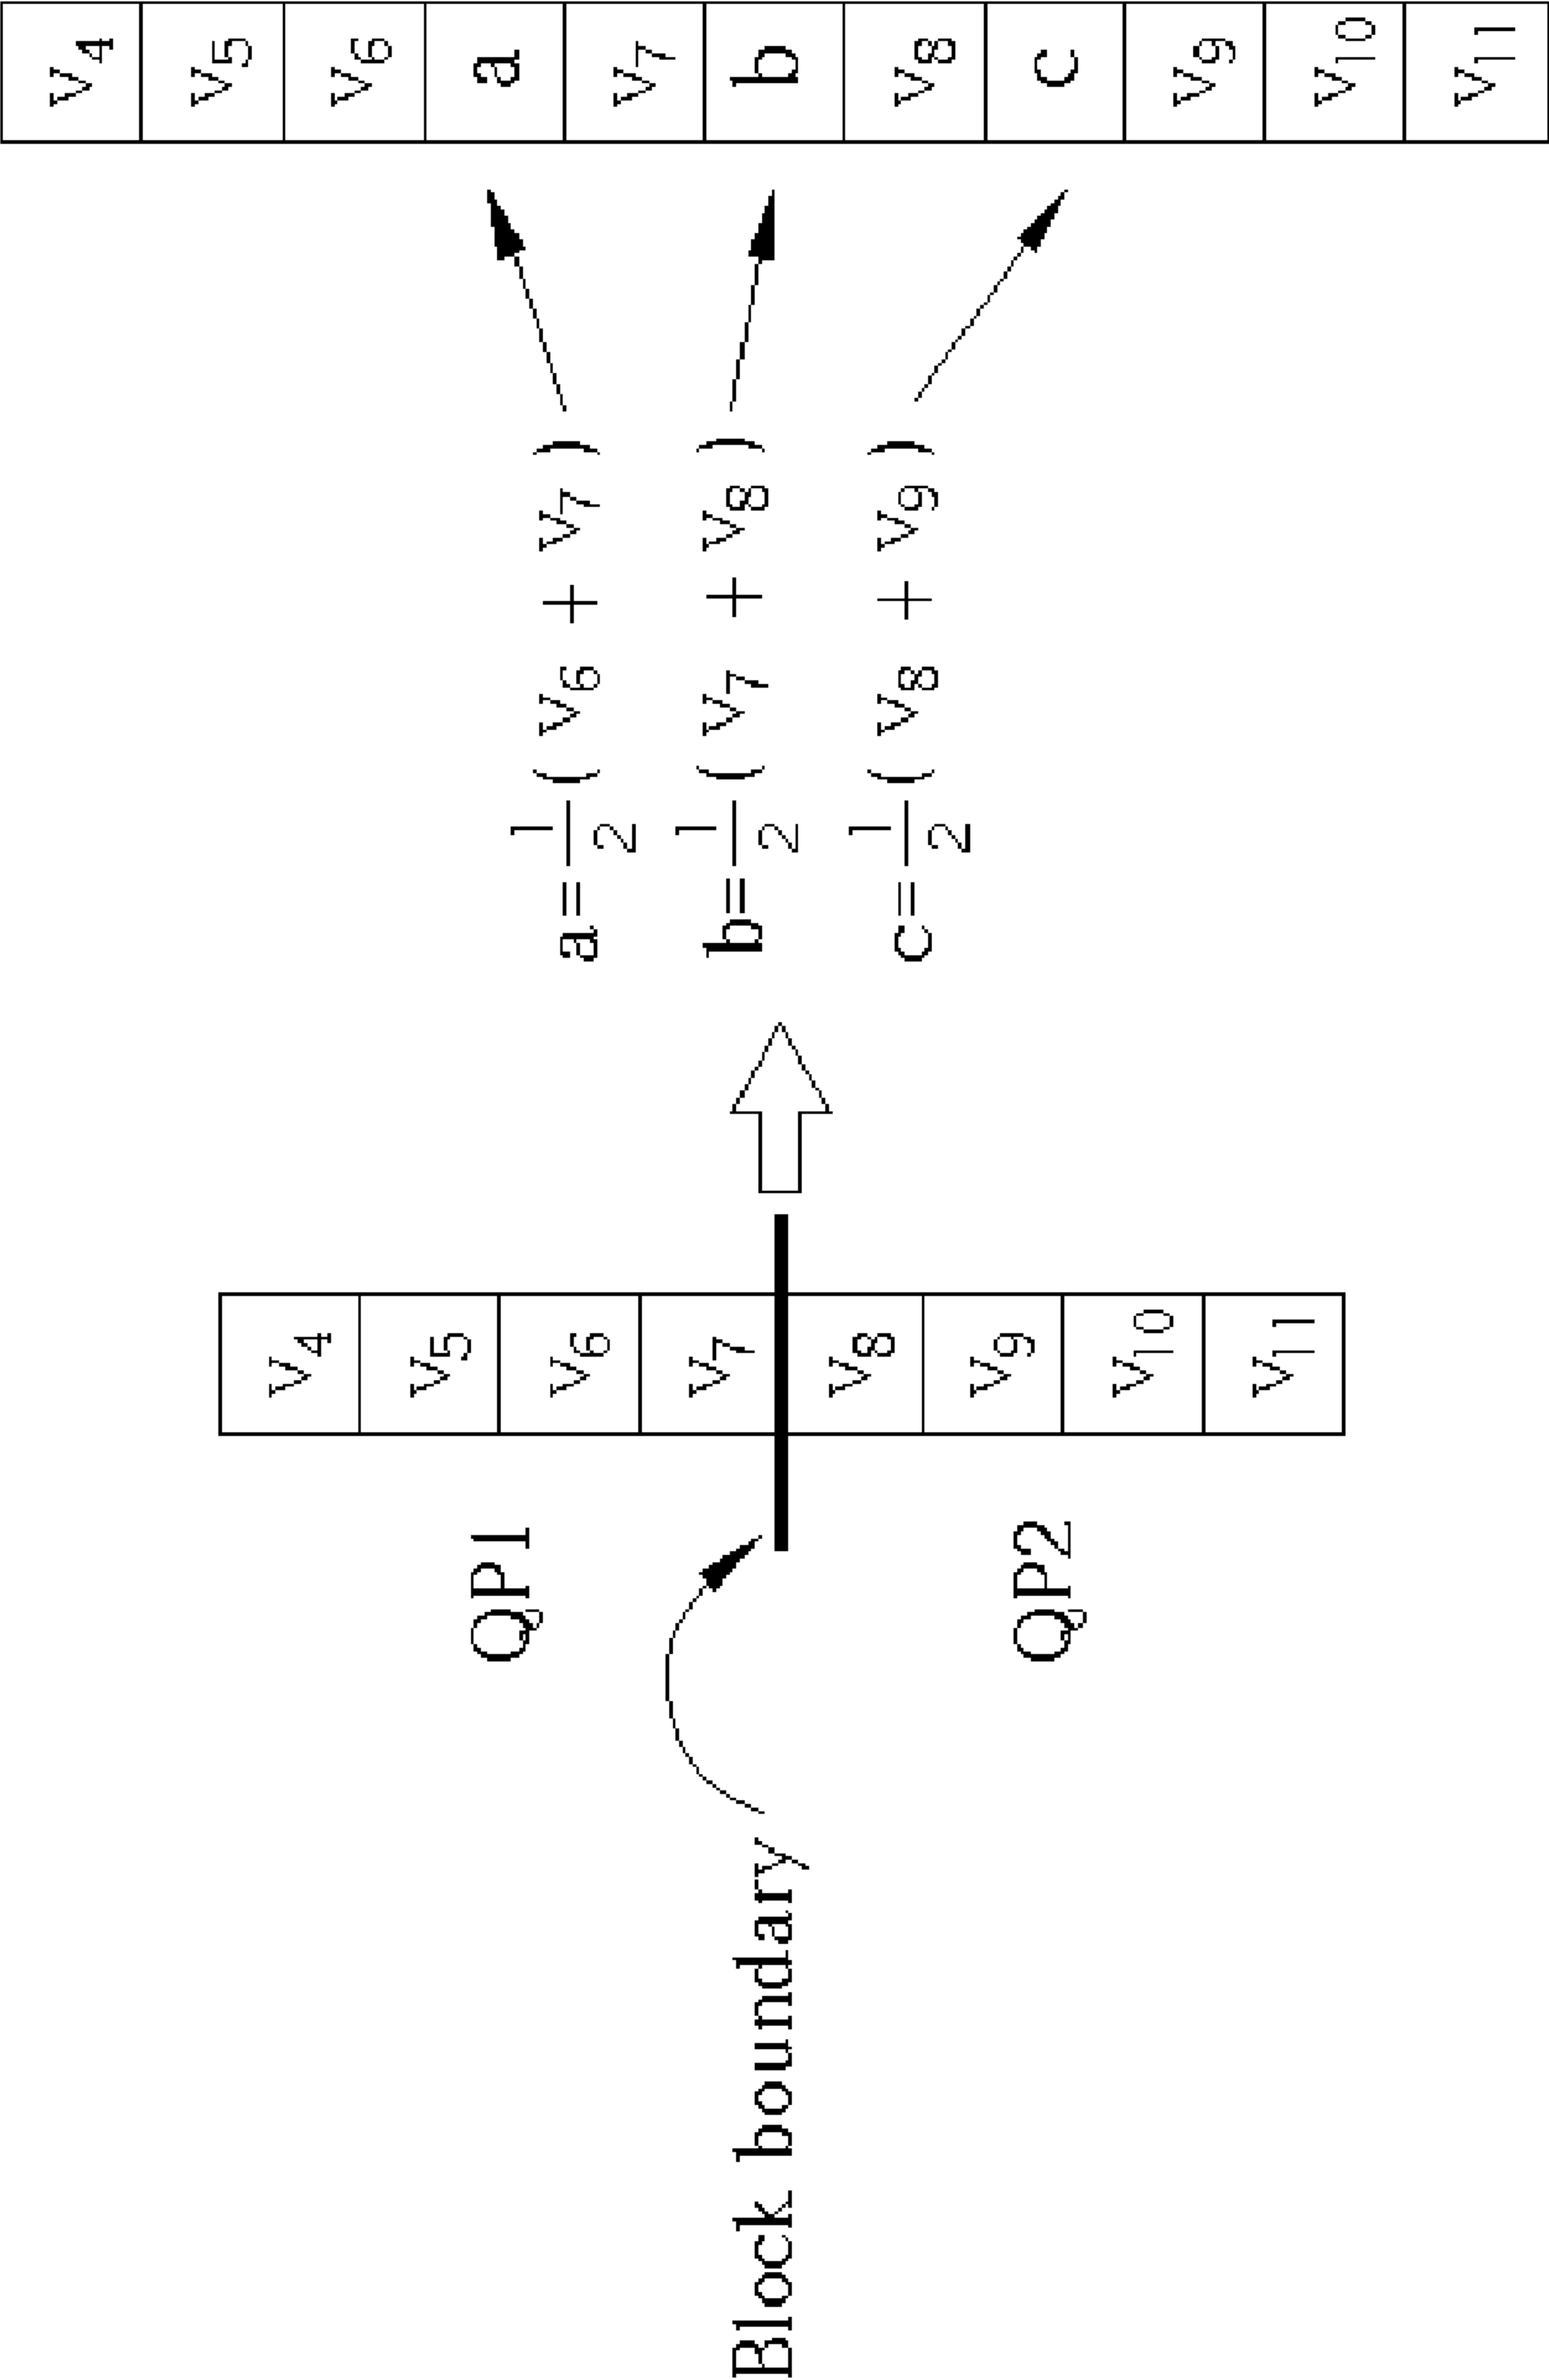 Block boundary
QP1
QP2
V4
V5
V6
V7
V8
V9
V10
V11
a=1/2( V6 + V7 )
b=1/2( V7 + V8 )
c=1/2( V8 + V9 )
V4
V5
V6
a
V7
b
V8
c
V9
V10
V11